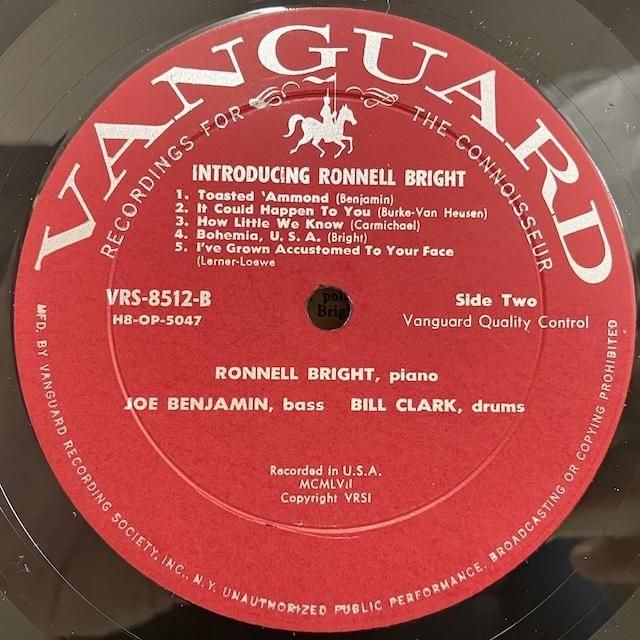 VANGUARD
RECORDINGS FOR THE CONNOISSEUR
INTRODUCING RONNELL BRIGHT
1. Toasted 'Ammond (Benjamin)
2. It Could Happen To You (Burke-Van Heusen)
3. How Little We Know (Carmichael)
4. Bohemia, U. S. A. (Bright)
5. I've Grown Accustomed To Your Face
(Lerner-Loewe
VRS-8512-B
H8-OP-5047
Side Two
Vanguard Quality Control
RONNELL BRIGHT, piano
JOE BENJAMIN, bass BILL CLARK, drums
Recorded in U.S.A.
MCMLVII
Copyright VRSI
MFD. BY VANGUARD RECORDING SOCIETY, INC., N.Y. UNAUTHORIZED PUBLIC PERFORMANCE, BROADCASTING OR COPYING PROHIBITED